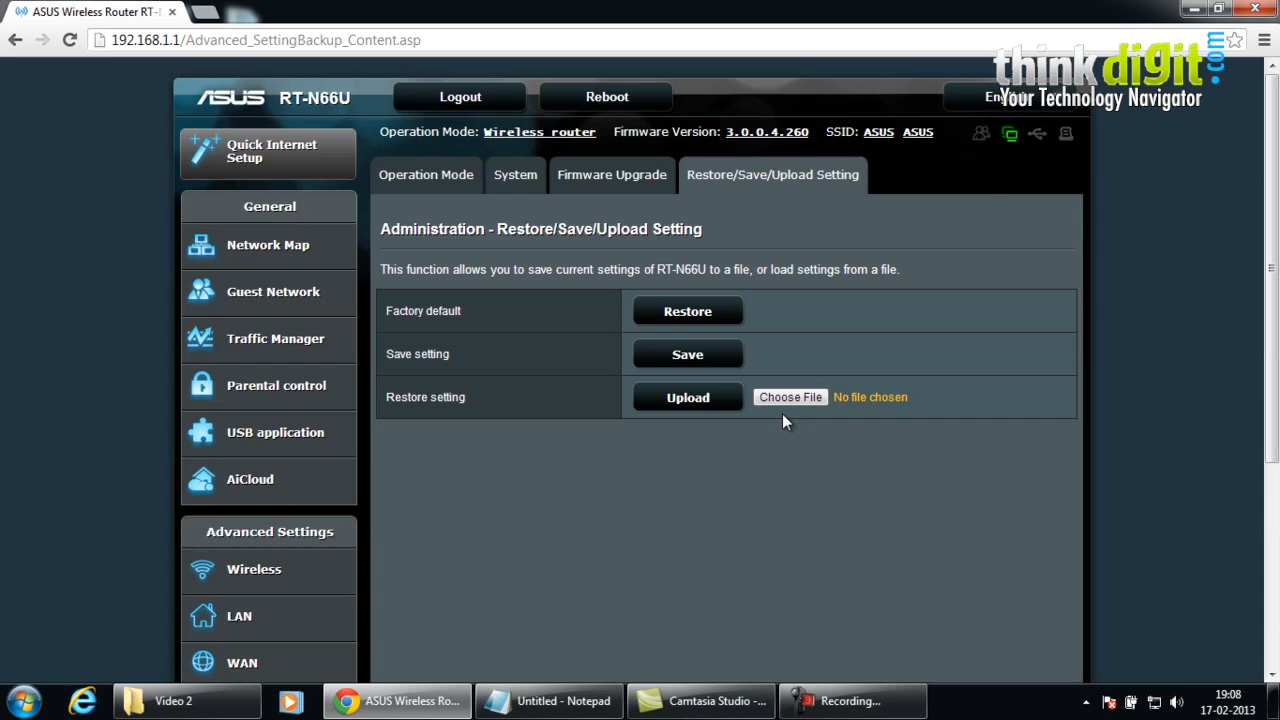 ASUS Wireless Router RT-
192.168.1.1/Advanced_SettingBackup_Content.asp
thinkdigit.com
Your Technology Navigator
ASUS RT-N66U
Logout
Reboot
Operation Mode: Wireless router Firmware Version: 3.0.0.4.260 SSID: ASUS ASUS
Quick Internet
Setup
Operation Mode
System
Firmware Upgrade
Restore/Save/Upload Setting
General
Network Map
Guest Network
Traffic Manager
Parental control
USB application
AiCloud
Advanced Settings
Wireless
LAN
WAN
Administration - Restore/Save/Upload Setting
This function allows you to save current settings of RT-N66U to a file, or load settings from a file.
Factory default Restore
Save setting Save
Restore setting Upload Choose File No file chosen
Video 2
ASUS Wireless Ro...
Untitled - Notepad
Camtasia Studio -...
Recording...
19:08
17-02-2013